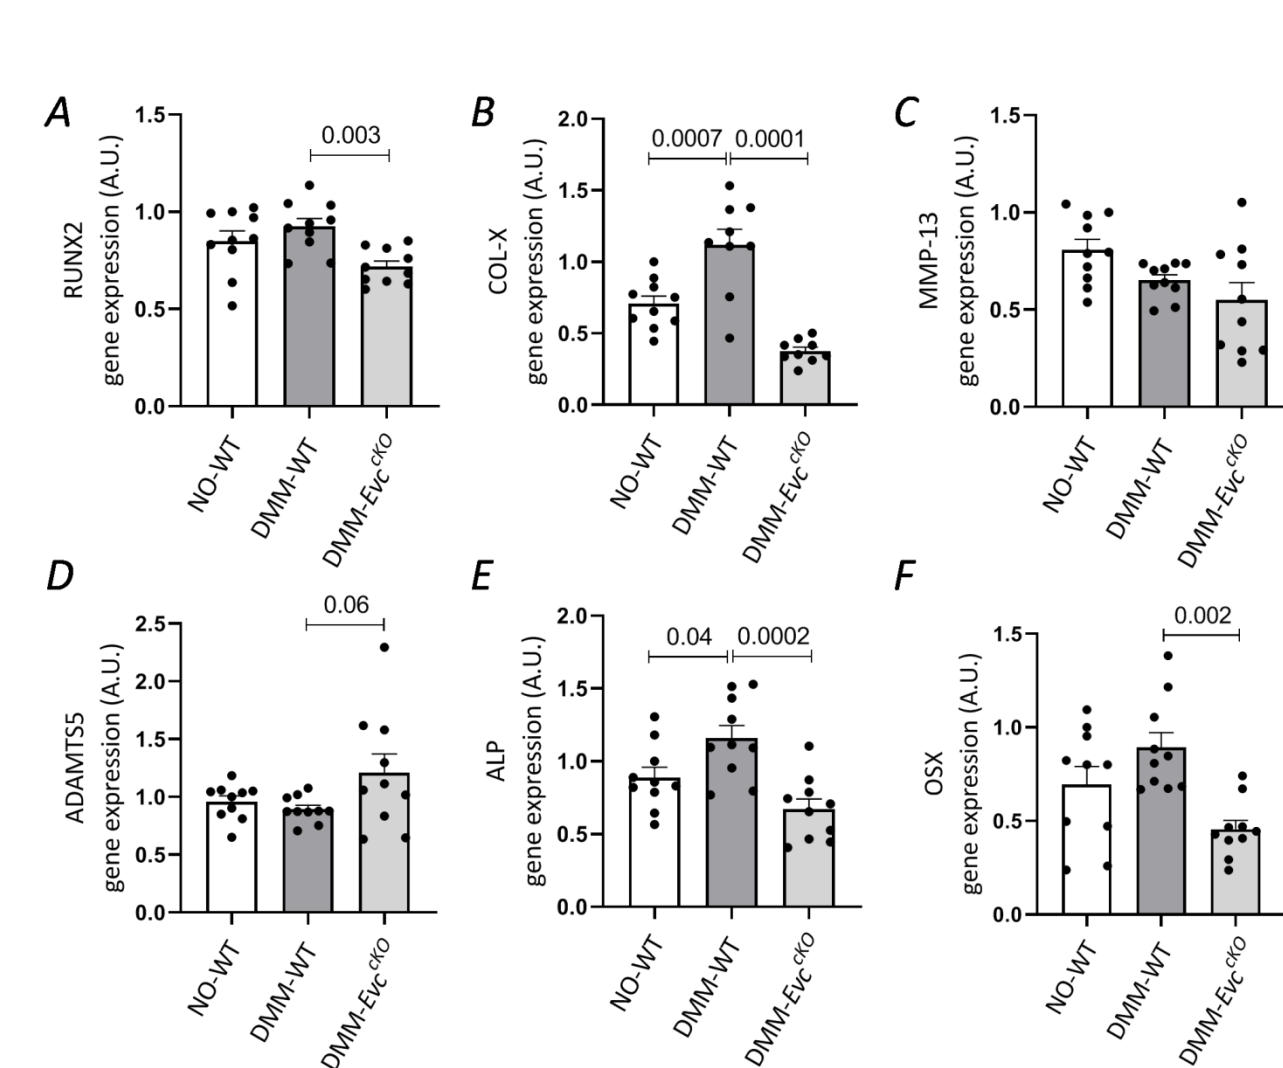 A
RUNX2
gene expression (A.U.)
1.5
1.0
0.5
0.0
0.003
NO-WT
DMM-WT
DMM-Evc cKO
B
COL-X
gene expression (A.U.)
2.0
1.5
1.0
0.5
0.0
0.0007
0.0001
NO-WT
DMM-WT
DMM-Evc cKO
C
MMP-13
gene expression (A.U.)
1.5
1.0
0.5
0.0
NO-WT
DMM-WT
DMM-Evc cKO
D
ADAMTS5
gene expression (A.U.)
2.5
2.0
1.5
1.0
0.5
0.0
0.06
NO-WT
DMM-WT
DMM-Evc cKO
E
ALP
gene expression (A.U.)
2.0
1.5
1.0
0.5
0.0
0.04
0.0002
NO-WT
DMM-WT
DMM-Evc cKO
F
OSX
gene expression (A.U.)
1.5
1.0
0.5
0.0
0.002
NO-WT
DMM-WT
DMM-Evc cKO